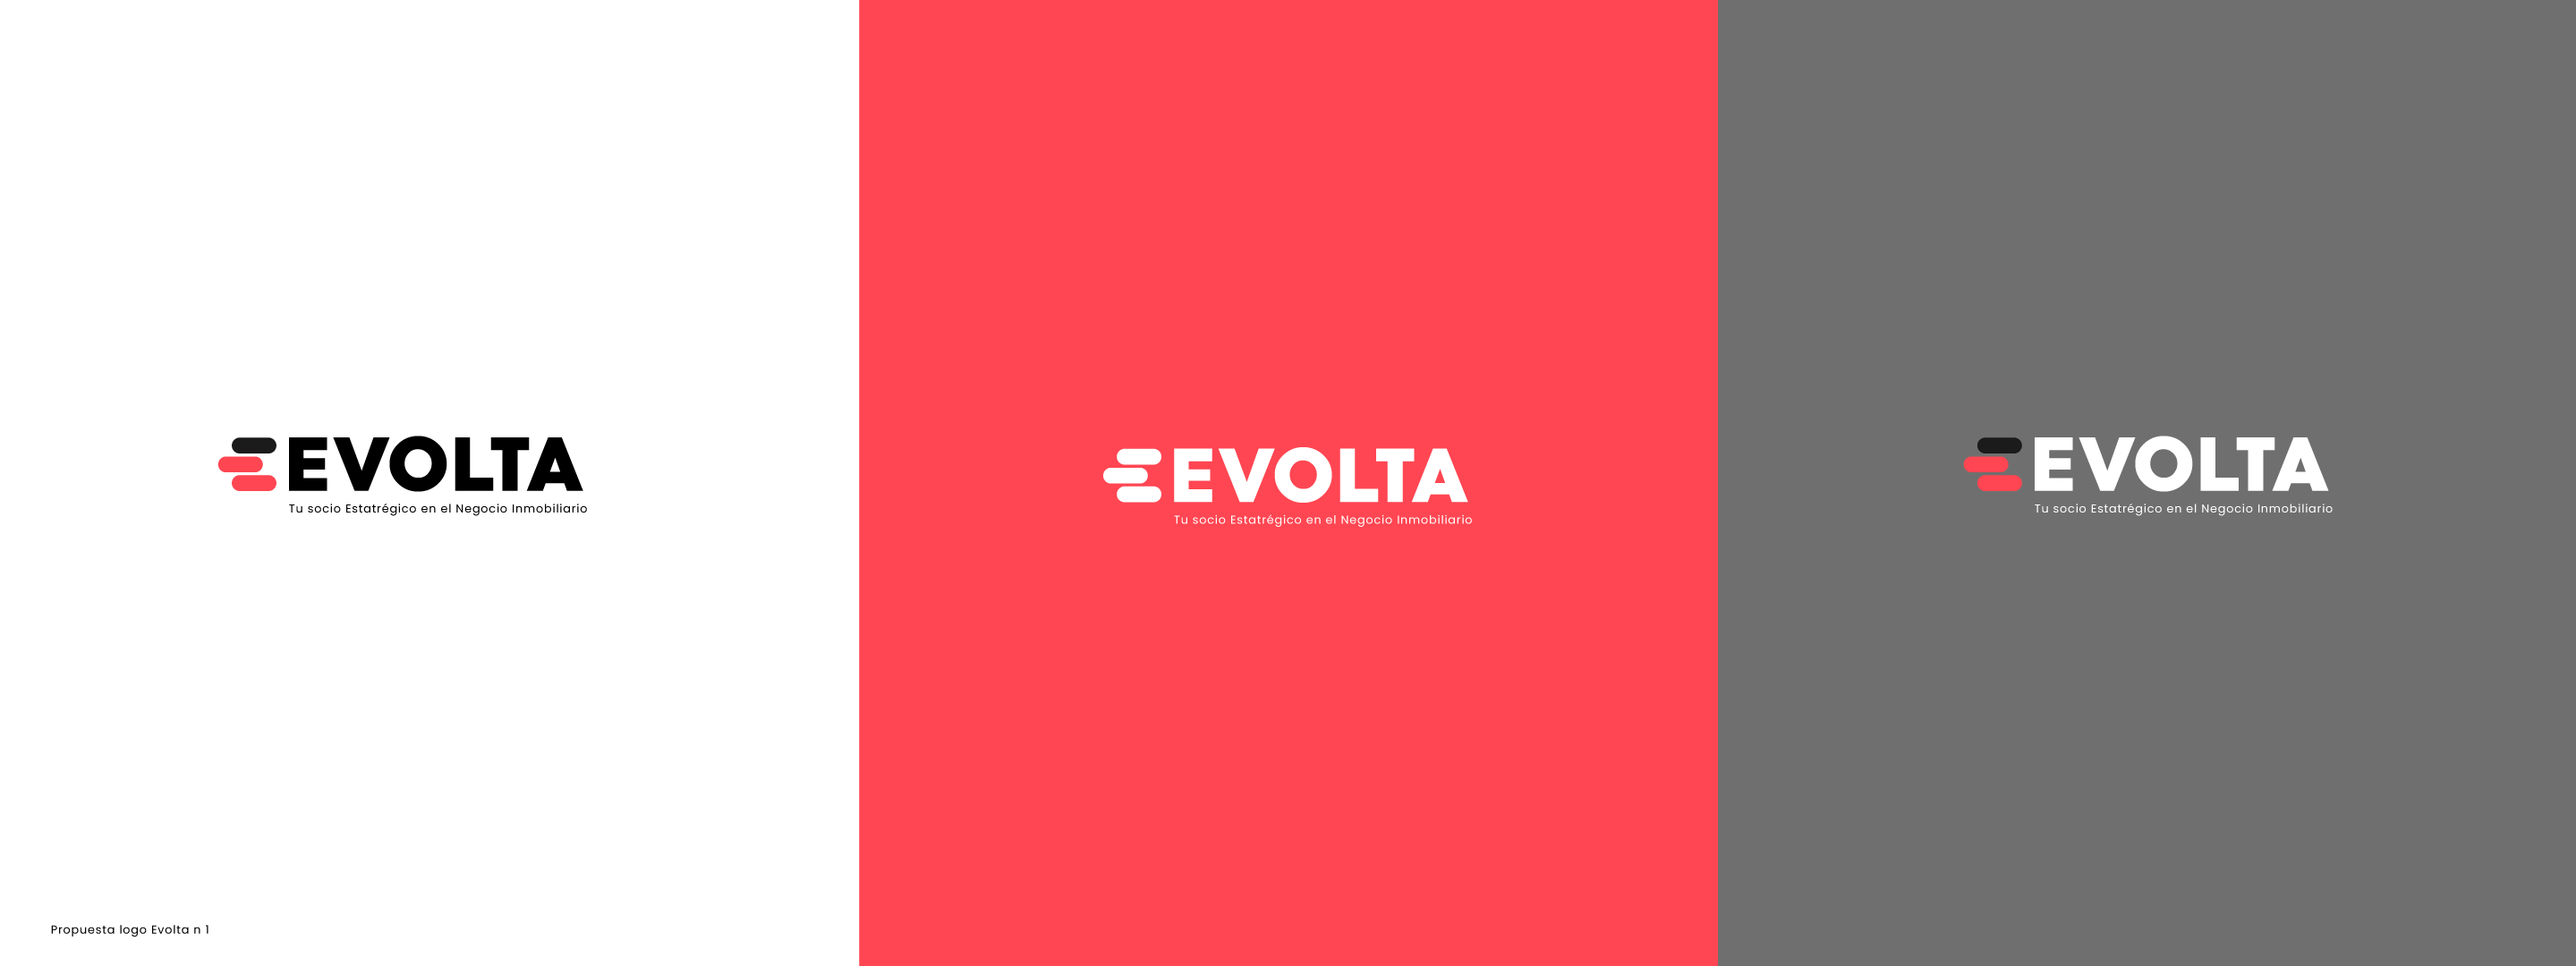 EVOLTA
Tu socio Estatrégico en el Negocio Inmobiliario
EVOLTA
Tu socio Estatrégico en el Negocio Inmobiliario
EVOLTA
Tu socio Estatrégico en el Negocio Inmobiliario
Propuesta logo Evolta n 1